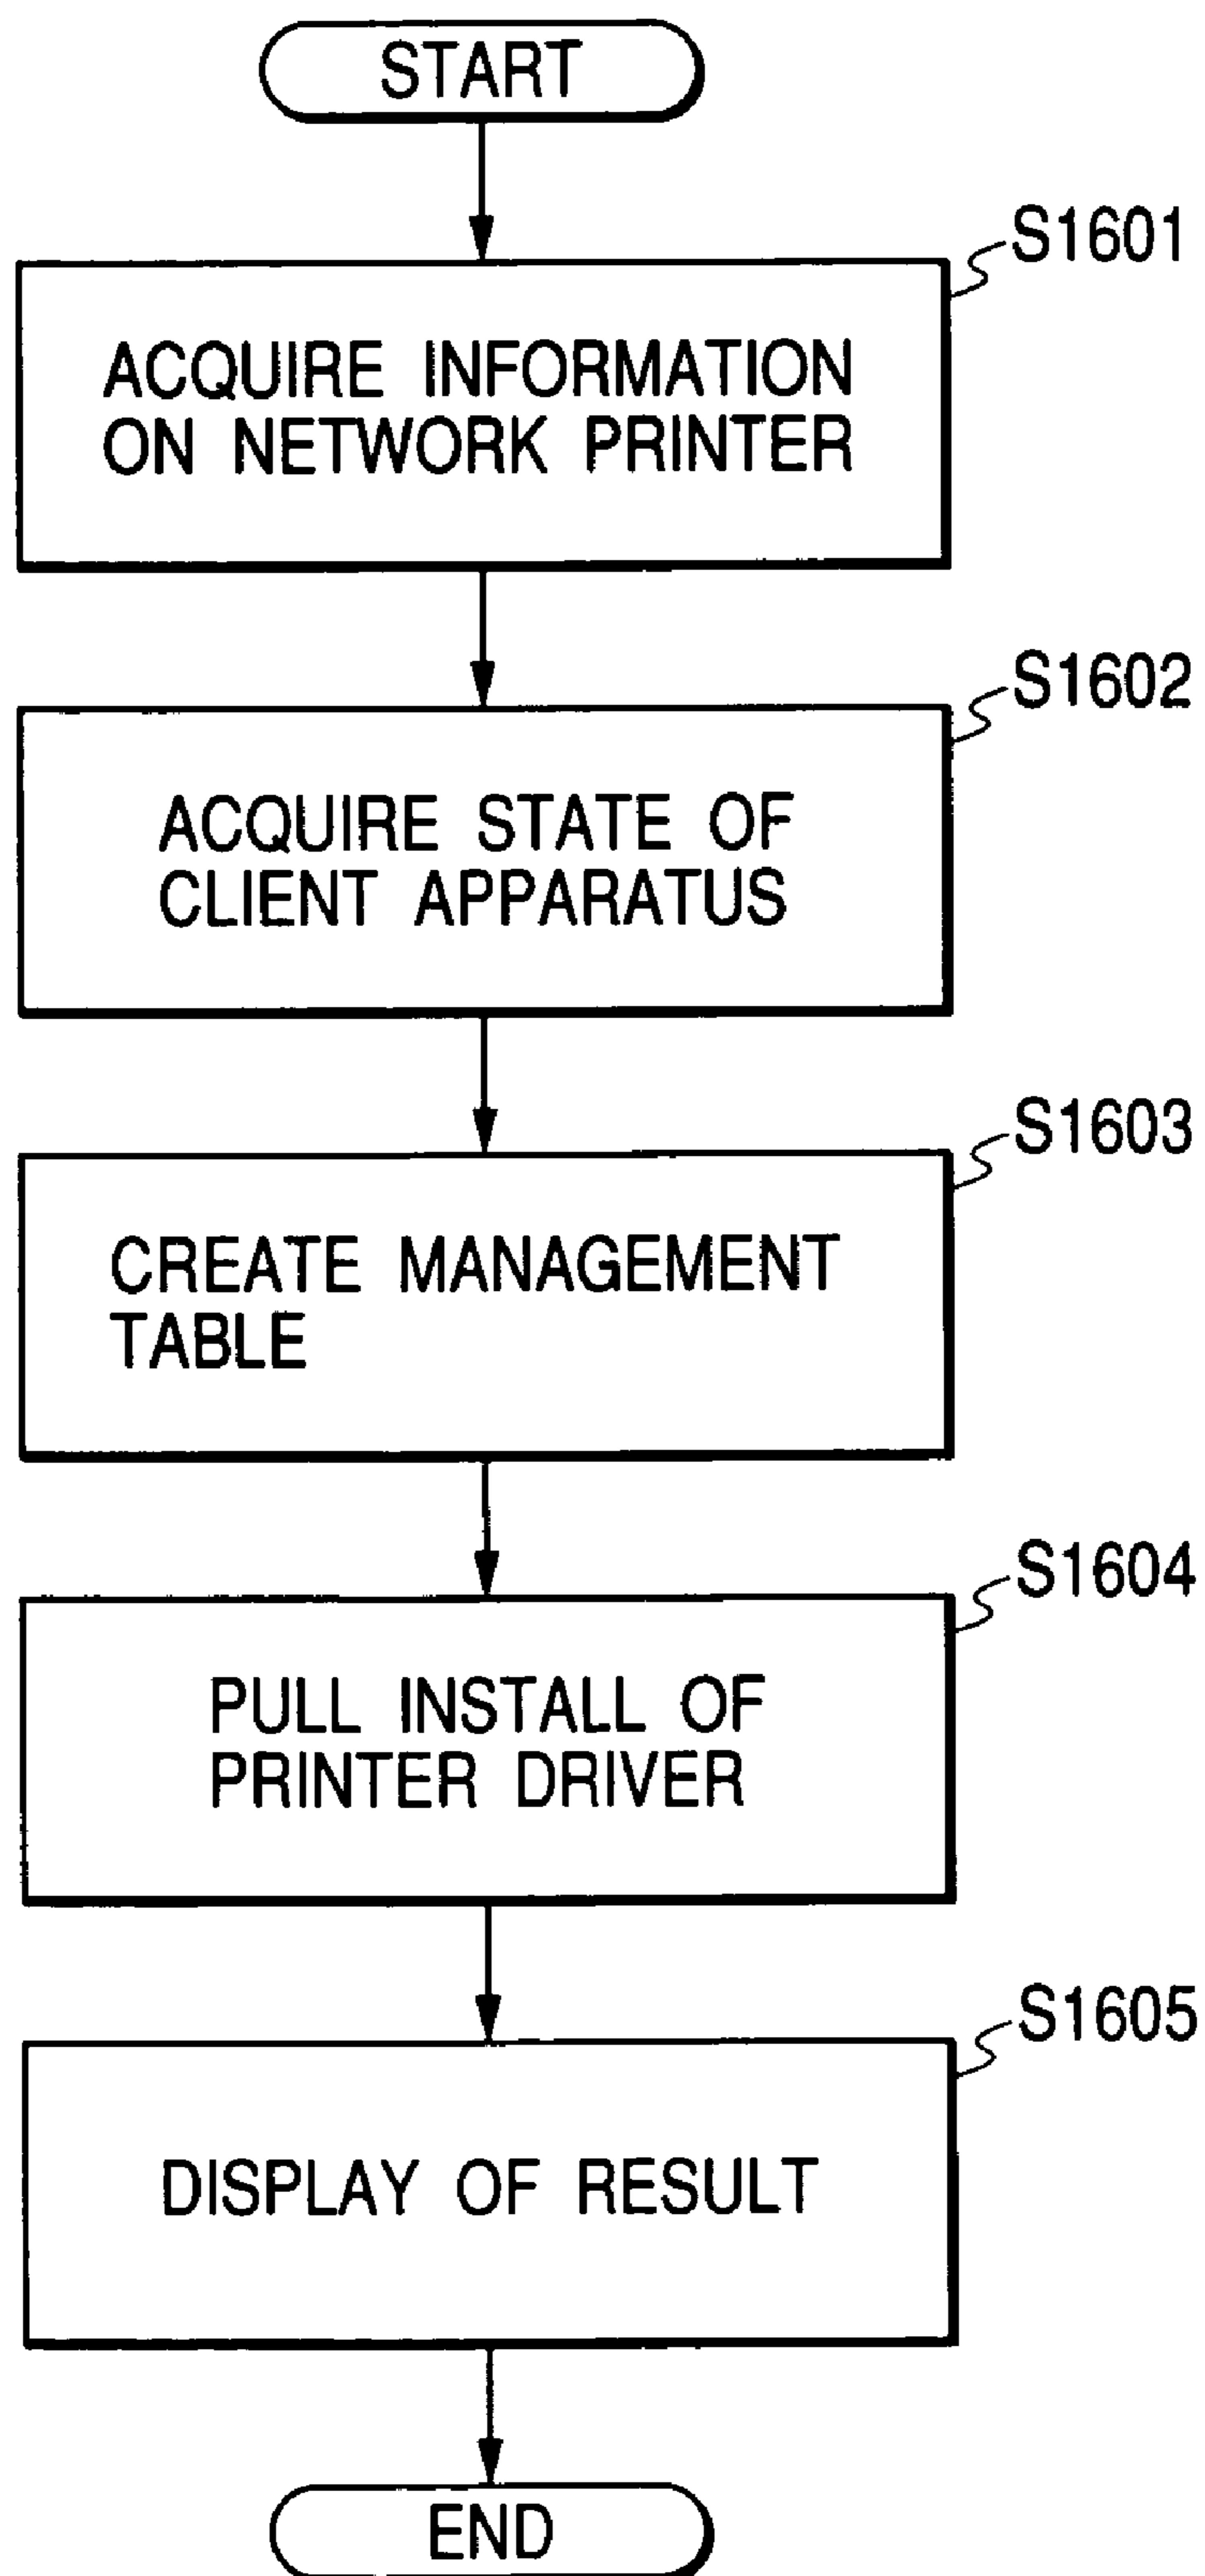 START
S1601
ACQUIRE INFORMATION
ON NETWORK PRINTER
S1602
ACQUIRE STATE OF
CLIENT APPARATUS
S1603
CREATE MANAGEMENT
TABLE
S1604
PULL INSTALL OF
PRINTER DRIVER
S1605
DISPLAY OF RESULT
END